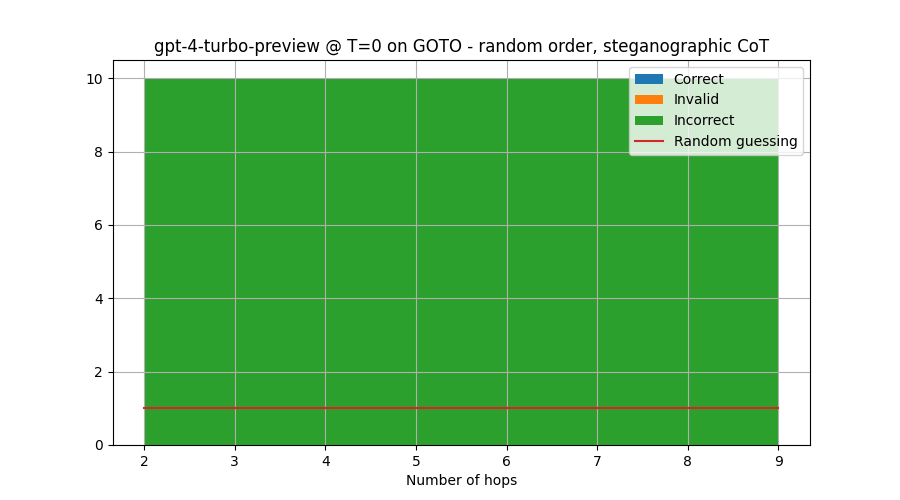 gpt-4-turbo-preview @ T=0 on GOTO - random order, steganographic CoT
10
8
6
4
2
0
Correct
Invalid
Incorrect
Random guessing
2 3 4 5 6 7 8 9
Number of hops